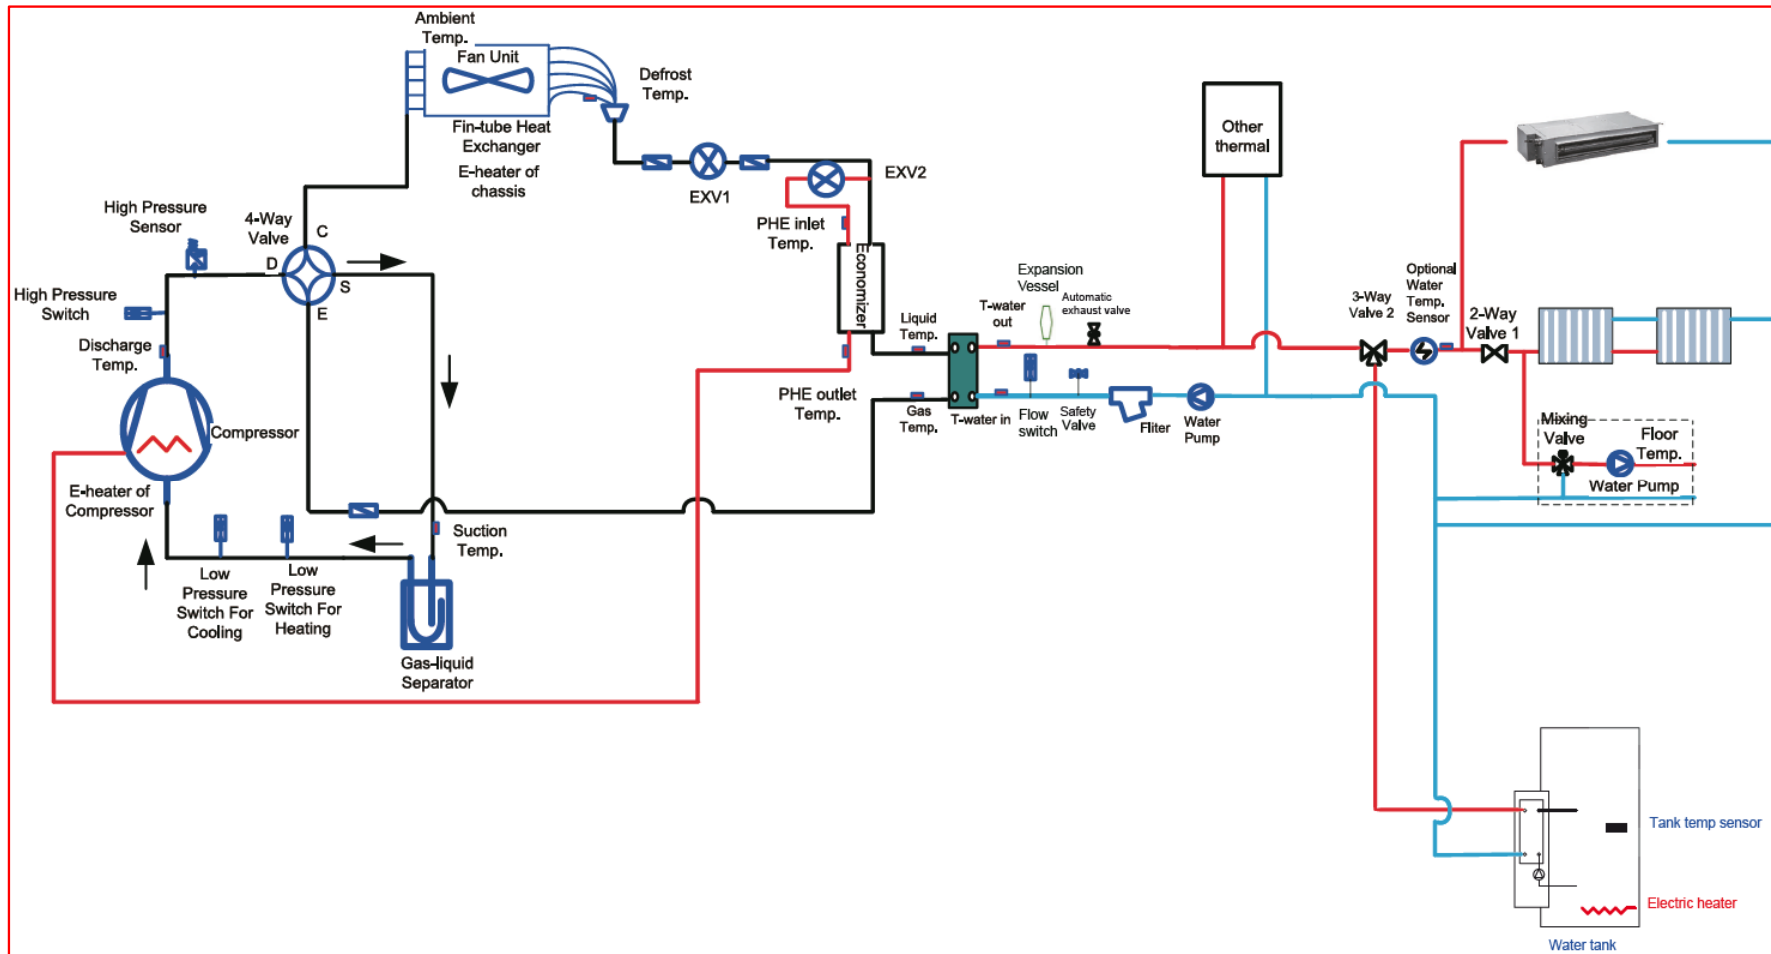 Ambient
Temp.
Fan Unit
Defrost
Temp.
Fin-tube Heat
Exchanger
E-heater of
chassis
EXV1
EXV2
High Pressure
Sensor
4-Way
Valve
C
D
S
E
High Pressure
Switch
Discharge
Temp.
Compressor
E-heater of
Compressor
Low
Pressure
Switch For
Cooling
Low
Pressure
Switch For
Heating
Suction
Temp.
Gas-liquid
Separator
PHE inlet
Temp.
Economizer
PHE outlet
Temp.
Liquid
Temp.
Gas
Temp.
T-water
out
T-water in
Expansion
Vessel
Automatic
exhaust valve
Flow
switch
Safety
Valve
Fliter
Water
Pump
Other
thermal
3-Way
Valve 2
Optional
Water
Temp.
Sensor
2-Way
Valve 1
Mixing
Valve
Floor
Temp.
Water Pump
Tank temp sensor
Electric heater
Water tank